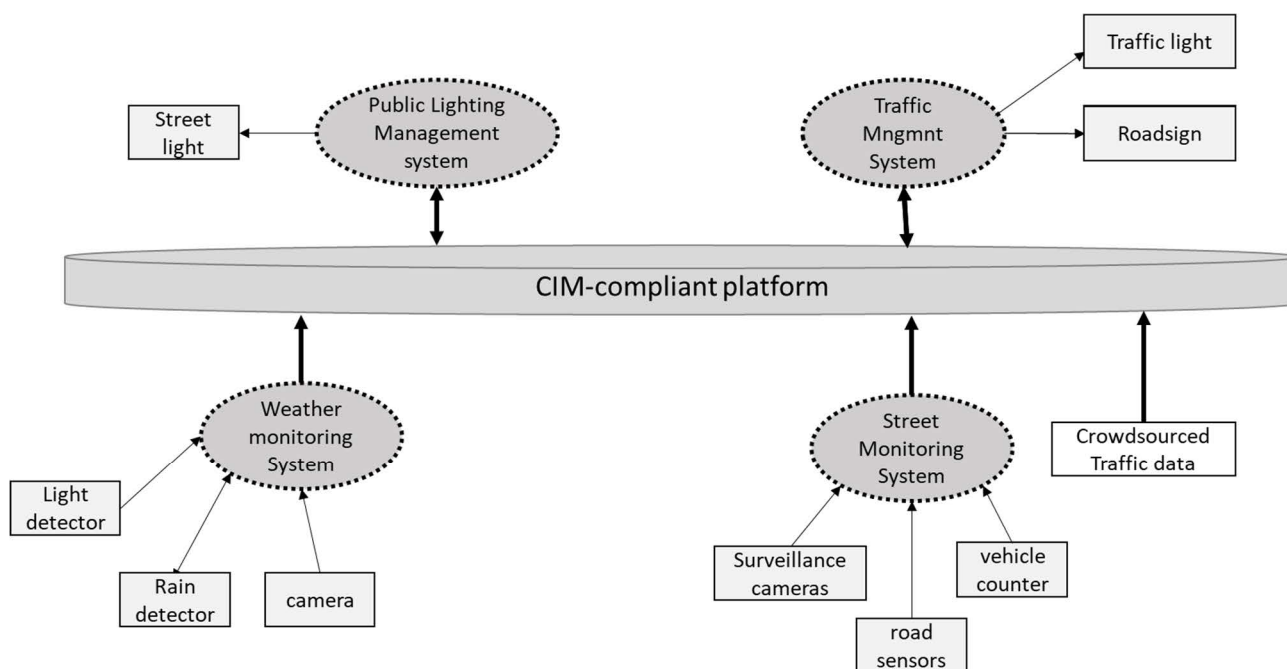 Traffic light
Public Lighting
Management
system
Traffic
Mngmnt
System
Street
light
Roadsign
CIM-compliant platform
Weather
monitoring
System
Street
Monitoring
System
Crowdsourced
Traffic data
Light
detector
Rain
detector
camera
Surveillance
cameras
vehicle
counter
road
sensors